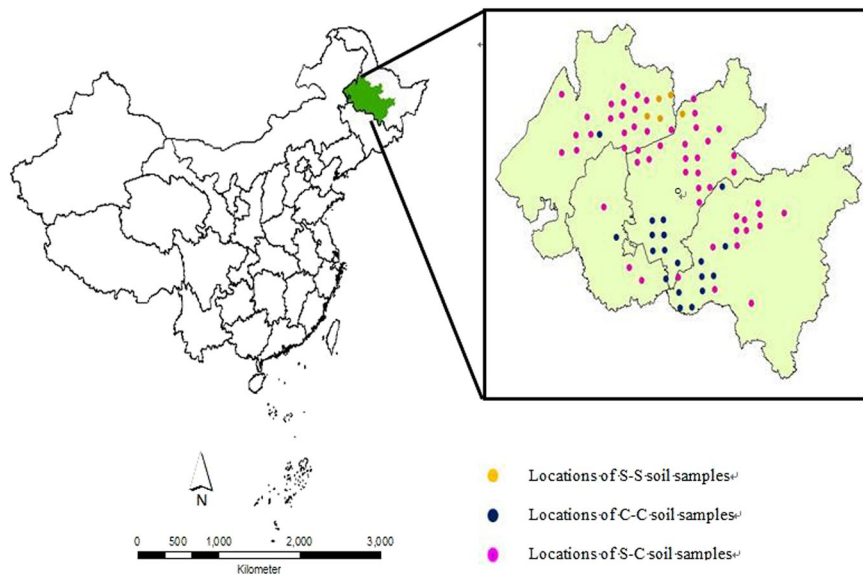 Locations of S-S soil samples
N
Locations of C-C soil samples
0 500 1,000 2,000 3,000
Locations of S-C soil samples
Kilometer